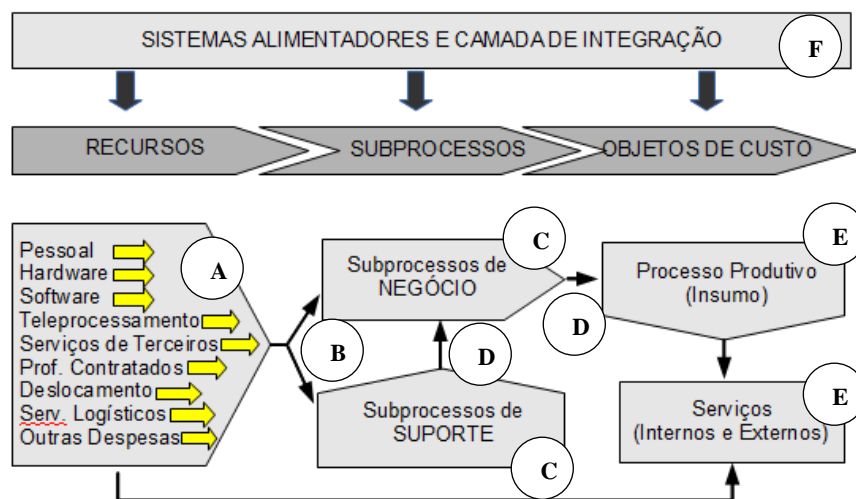 SISTEMAS ALIMENTADORES E CAMADA DE INTEGRAÇÃO
F
RECURSOS
SUBPROCESSOS
OBJETOS DE CUSTO
A
Pessoal
Hardware
Software
Teleprocessamento
Serviços de Terceiros
Prof. Contratados
Deslocamento
Serv. Logísticos
Outras Despesas
B
C
Subprocessos de
NEGÓCIO
D
Subprocessos de
SUPORTE
C
D
E
Processo Produtivo
(Insumo)
E
Serviços
(Internos e Externos)